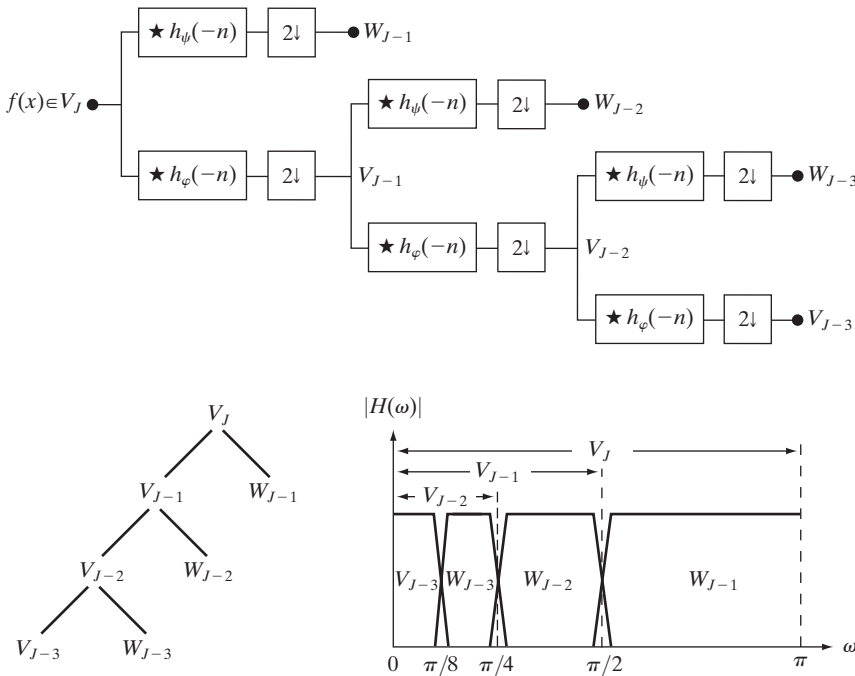 ★ h_ψ(−n) 2↓ W_{J−1}
f(x)∈V_J ★ h_ψ(−n) 2↓ W_{J−2}
★ h_φ(−n) 2↓ V_{J−1} ★ h_ψ(−n) 2↓ W_{J−3}
★ h_φ(−n) 2↓ V_{J−2}
★ h_φ(−n) 2↓ V_{J−3}
V_J
V_{J−1} W_{J−1}
V_{J−2} W_{J−2}
V_{J−3} W_{J−3}
|H(ω)|
V_J
V_{J−1}
V_{J−2}
V_{J−3} W_{J−3} W_{J−2} W_{J−1}
0 π/8 π/4 π/2 π ω